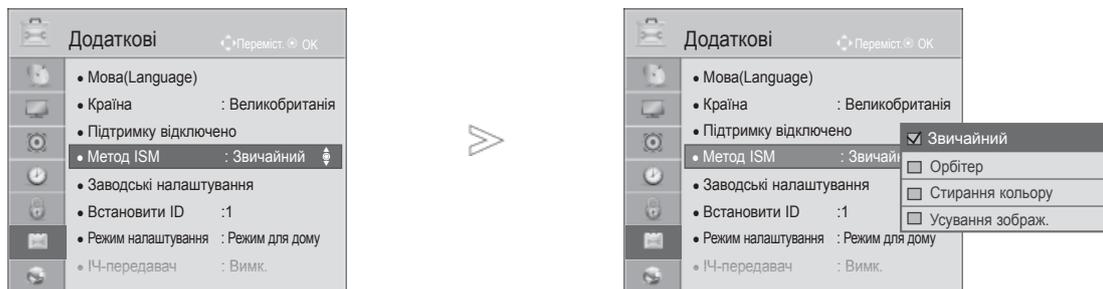 Додаткові
Переміст. OK
• Мова(Language)
• Країна : Великобританія
• Підтримку відключено
• Метод ISM : Звичайний
• Заводські налаштування
• Встановити ID :1
• Режим налаштування : Режим для дому
• ІЧ-передавач : Вимк.
Додаткові
Переміст. OK
• Мова(Language)
• Країна : Великобританія
• Підтримку відключено
• Метод ISM : Звичайн
• Заводські налаштування
• Встановити ID :1
• Режим налаштування : Режим для дому
• ІЧ-передавач : Вимк.
Звичайний
Орбітер
Стирання кольору
Усування зображ.